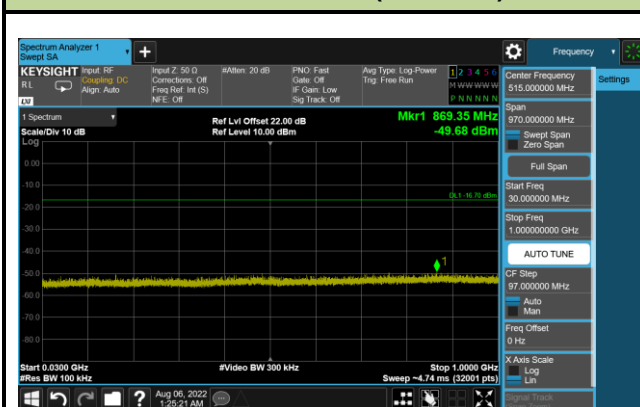 Spectrum Analyzer 1
Swept SA
Frequency
KEYSIGHT
R L
LXI
Input: RF
Coupling: DC
Align: Auto
Input Z: 50 Ω
Corrections: Off
Freq Ref: Int (S)
NFE: Off
#Atten: 20 dB
PNO: Fast
Gate: Off
IF Gain: Low
Sig Track: Off
Avg Type: Log-Power
Trig: Free Run
1 2 3 4 5 6
M W W W W W
P N N N N N
1 Spectrum
Scale/Div 10 dB
Log
Ref Lvl Offset 22.00 dB
Ref Level 10.00 dBm
Mkr1 869.35 MHz
-49.68 dBm
0.00
DL1 -16.70 dBm
-10.0
-20.0
-30.0
-40.0
-50.0
-60.0
-70.0
-80.0
1
Start 0.0300 GHz
#Res BW 100 kHz
#Video BW 300 kHz
Stop 1.0000 GHz
Sweep ~4.74 ms (32001 pts)
Center Frequency
515.000000 MHz
Settings
Span
970.000000 MHz
Swept Span
Zero Span
Full Span
Start Freq
30.000000 MHz
Stop Freq
1.000000000 GHz
AUTO TUNE
CF Step
97.000000 MHz
Auto
Man
Freq Offset
0 Hz
X Axis Scale
Log
Lin
Signal Track
Aug 06, 2022
1:25:21 AM